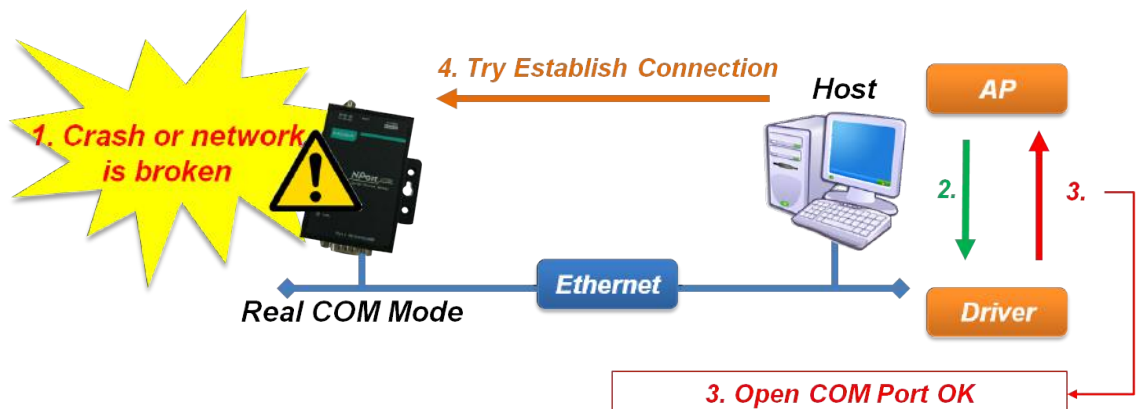 4. Try Establish Connection
Host
AP
1. Crash or network
is broken
NPort
2.
3.
Ethernet
Real COM Mode
Driver
3. Open COM Port OK